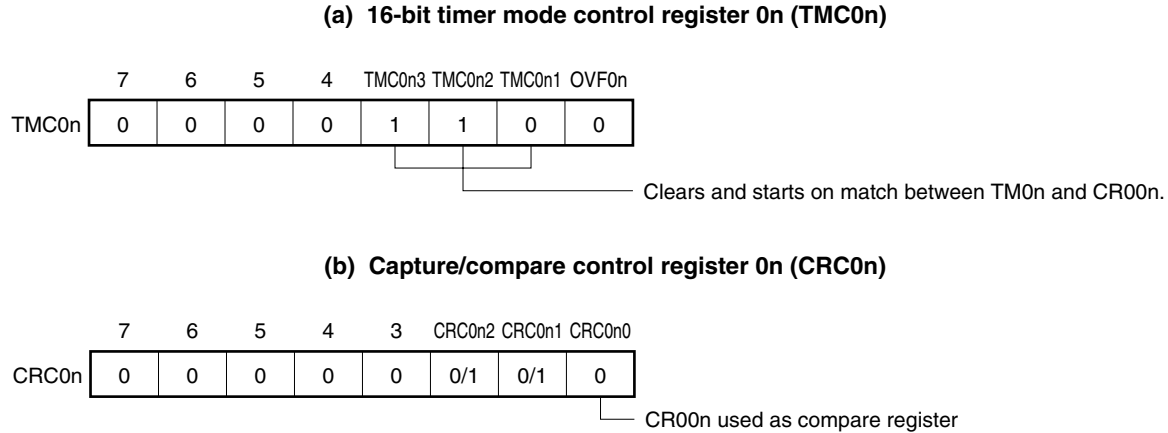 (a) 16-bit timer mode control register 0n (TMC0n)
7 6 5 4 TMC0n3 TMC0n2 TMC0n1 OVF0n
TMC0n 0 0 0 0 1 1 0 0
Clears and starts on match between TM0n and CR00n.
(b) Capture/compare control register 0n (CRC0n)
7 6 5 4 3 CRC0n2 CRC0n1 CRC0n0
CRC0n 0 0 0 0 0 0/1 0/1 0
CR00n used as compare register